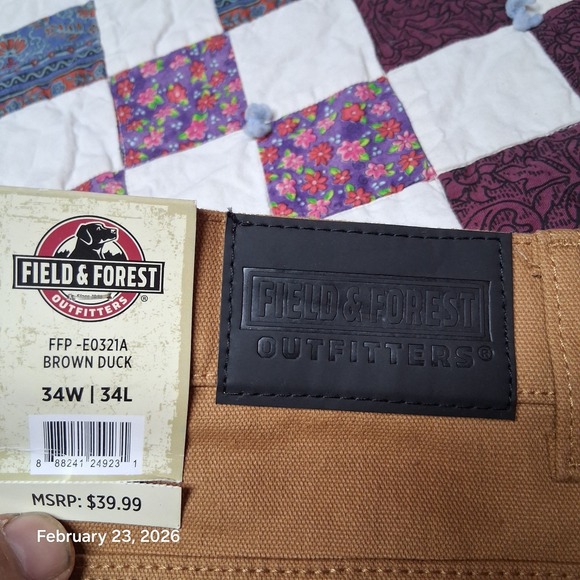 FIELD & FOREST
OUTFITTERS®
FFP -E0321A
BROWN DUCK
34W | 34L
8 88241 24923 1
MSRP: $39.99
FIELD & FOREST
OUTFITTERS®
February 23, 2026